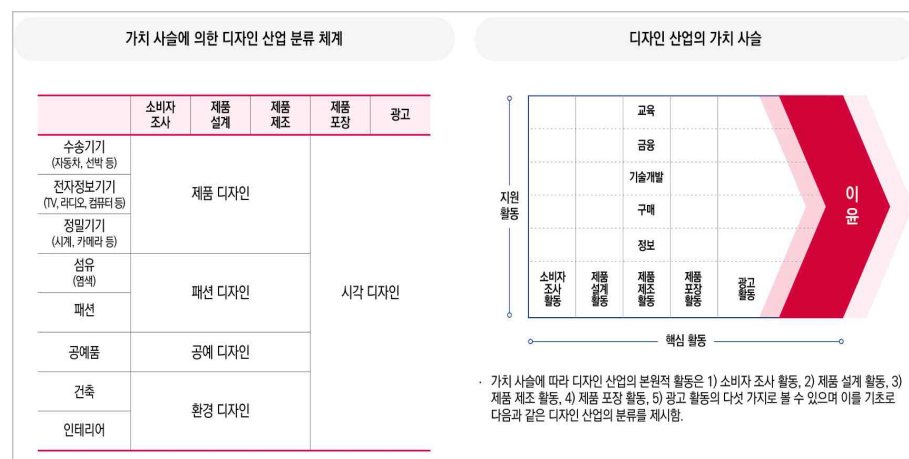 가치 사슬에 의한 디자인 산업 분류 체계
소비자
조사
제품
설계
제품
제조
제품
포장
광고
수송기기
(자동차, 선박 등)
전자정보기기
(TV, 라디오, 컴퓨터 등)
정밀기기
(시계, 카메라 등)
제품 디자인
섬유
(염색)
패션
패션 디자인
시각 디자인
공예품
공예 디자인
건축
인테리어
환경 디자인
디자인 산업의 가치 사슬
지원
활동
교육
금융
기술개발
구매
정보
소비자
조사
활동
제품
설계
활동
제품
제조
활동
제품
포장
활동
광고
활동
이
윤
핵심 활동
· 가치 사슬에 따라 디자인 산업의 본원적 활동은 1) 소비자 조사 활동, 2) 제품 설계 활동, 3)
제품 제조 활동, 4) 제품 포장 활동, 5) 광고 활동의 다섯 가지로 볼 수 있으며 이를 기초로
다음과 같은 디자인 산업의 분류를 제시함.